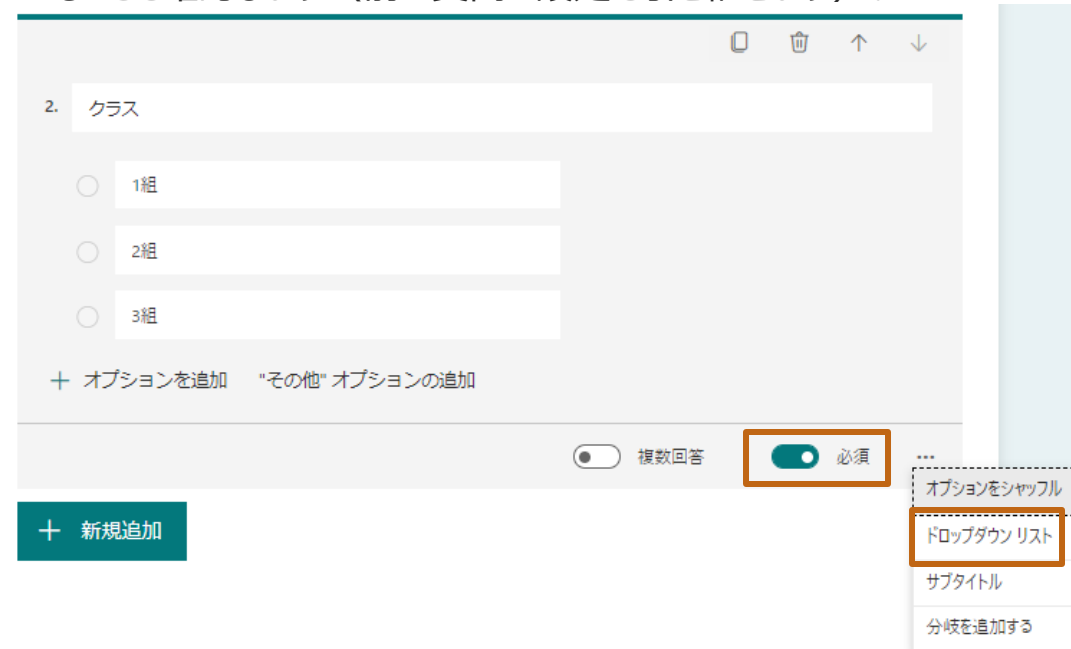 2. クラス
1組
2組
3組
オプションを追加 "その他" オプションの追加
複数回答 必須 ...
オプションをシャッフル
ドロップダウン リスト
新規追加
サブタイトル
分岐を追加する